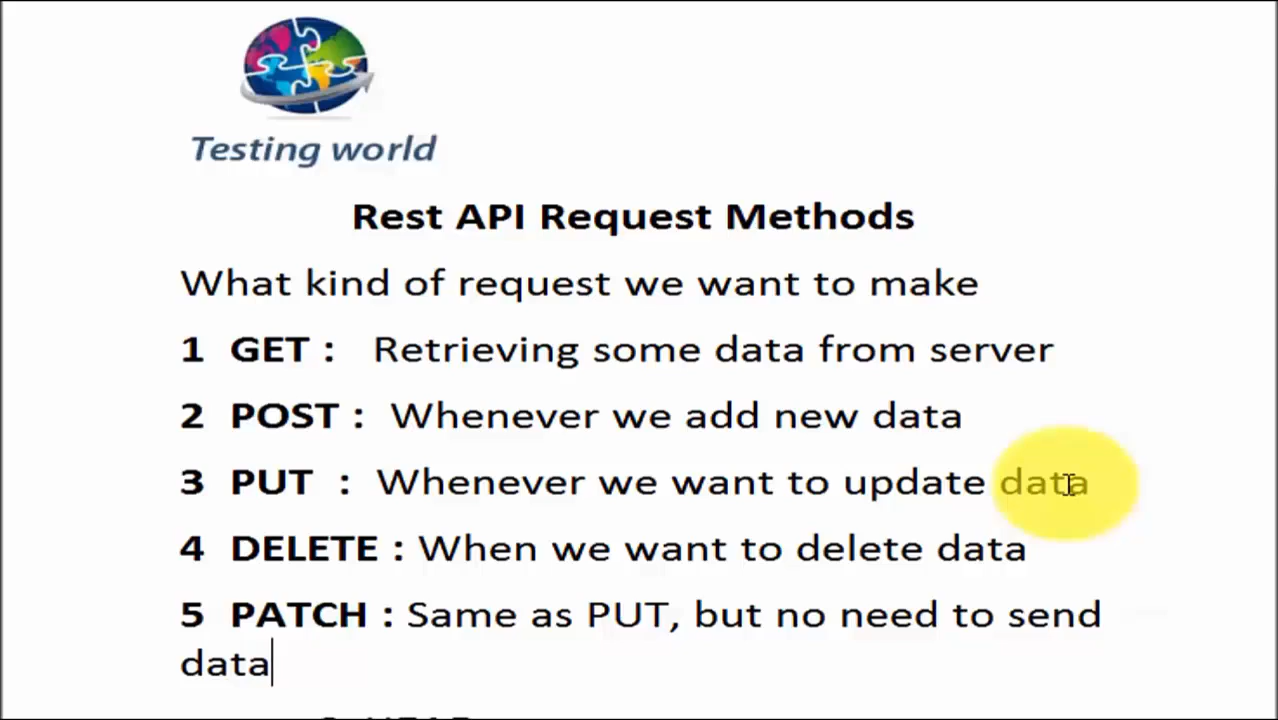 Testing world
Rest API Request Methods
What kind of request we want to make
1 GET : Retrieving some data from server
2 POST : Whenever we add new data
3 PUT : Whenever we want to update data
4 DELETE : When we want to delete data
5 PATCH : Same as PUT, but no need to send
data